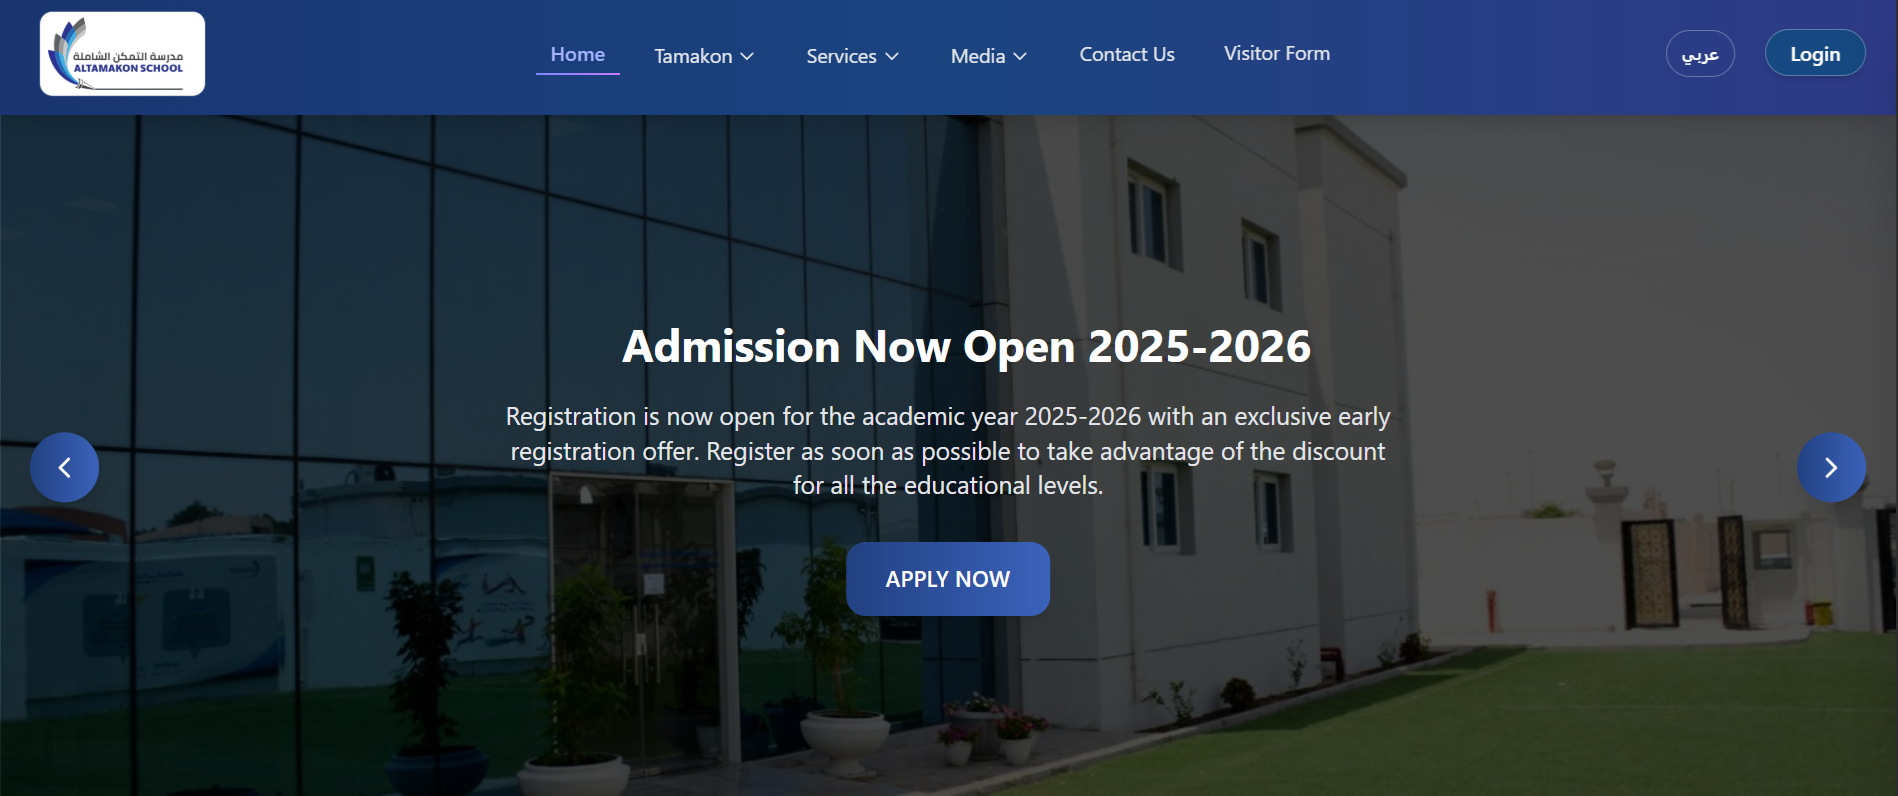 مدرسة التمكن الشاملة
ALTAMAKON SCHOOL
Home
Tamakon
Services
Media
Contact Us
Visitor Form
عربي
Login
Admission Now Open 2025-2026
Registration is now open for the academic year 2025-2026 with an exclusive early
registration offer. Register as soon as possible to take advantage of the discount
for all the educational levels.
APPLY NOW